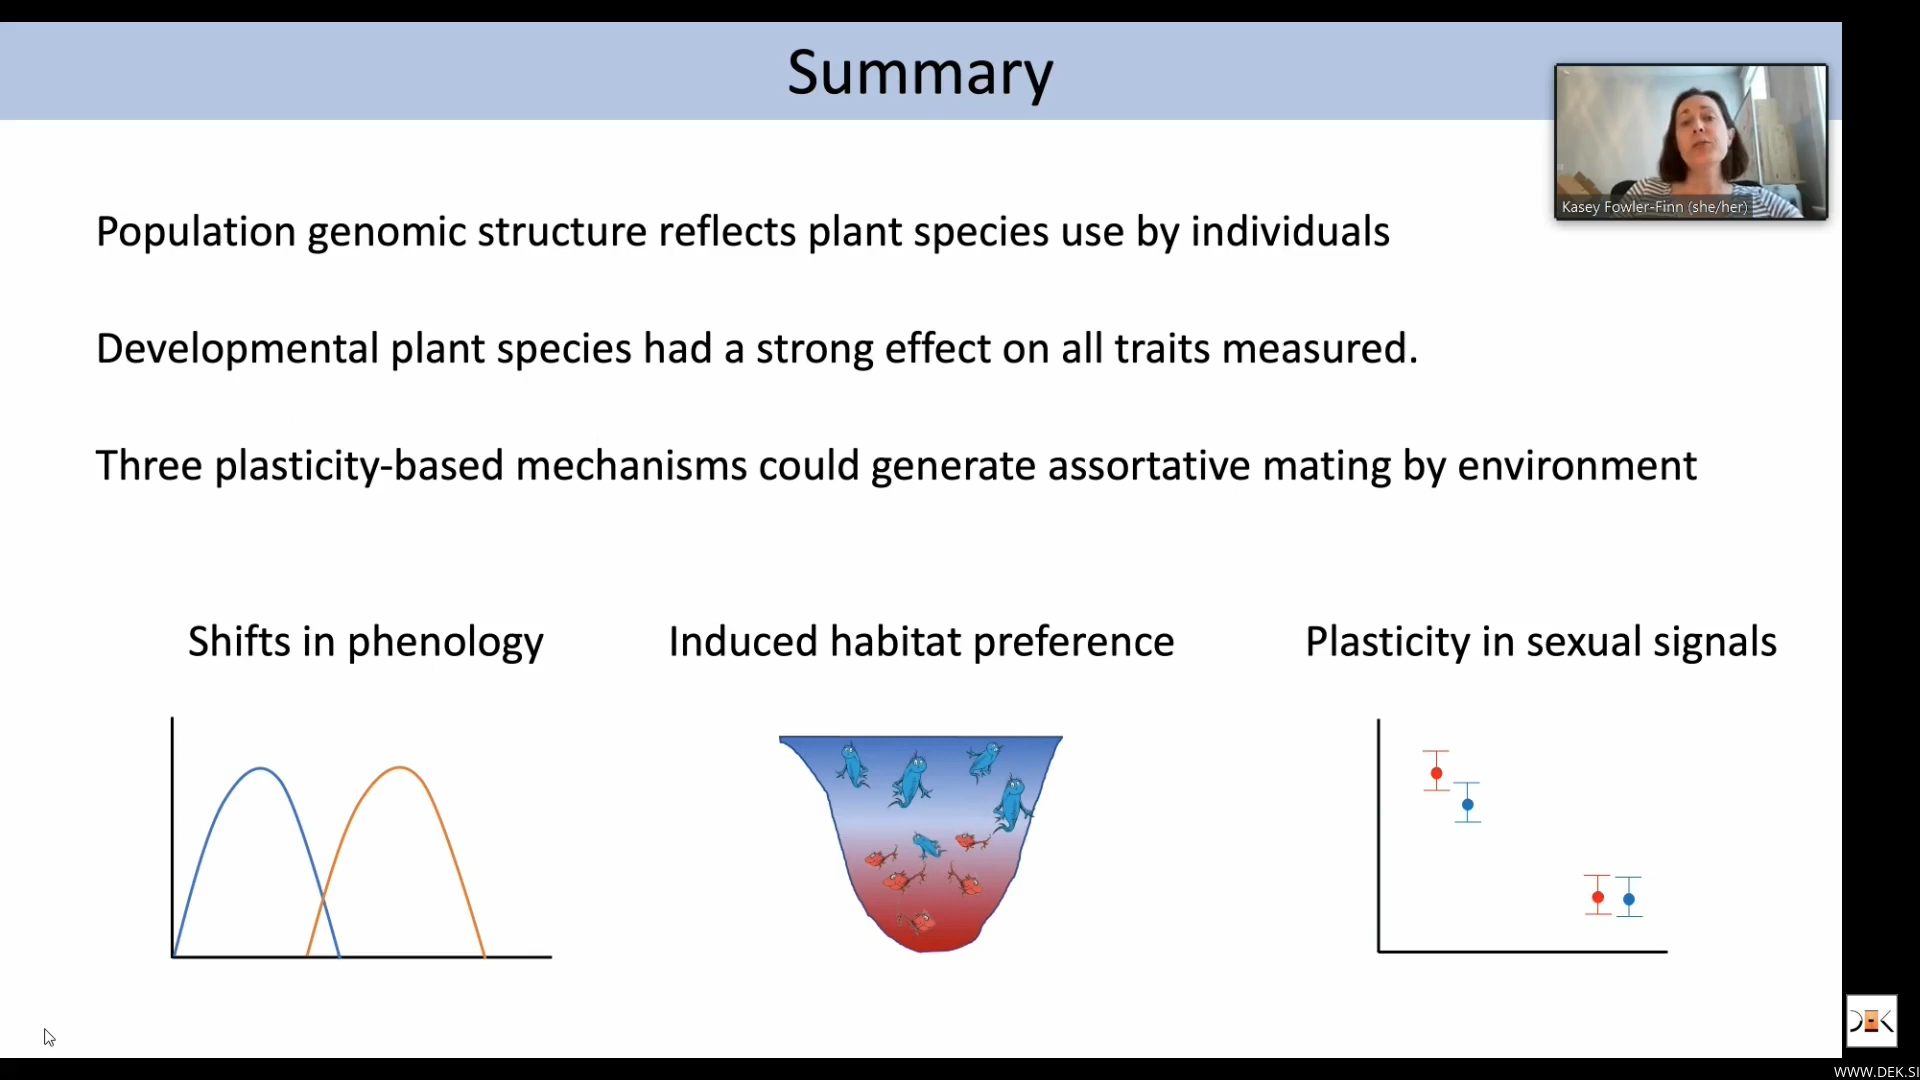 Summary
Kasey Fowler-Finn (she/her)
Population genomic structure reflects plant species use by individuals
Developmental plant species had a strong effect on all traits measured.
Three plasticity-based mechanisms could generate assortative mating by environment
Shifts in phenology
Induced habitat preference
Plasticity in sexual signals
WWW.DEK.SI